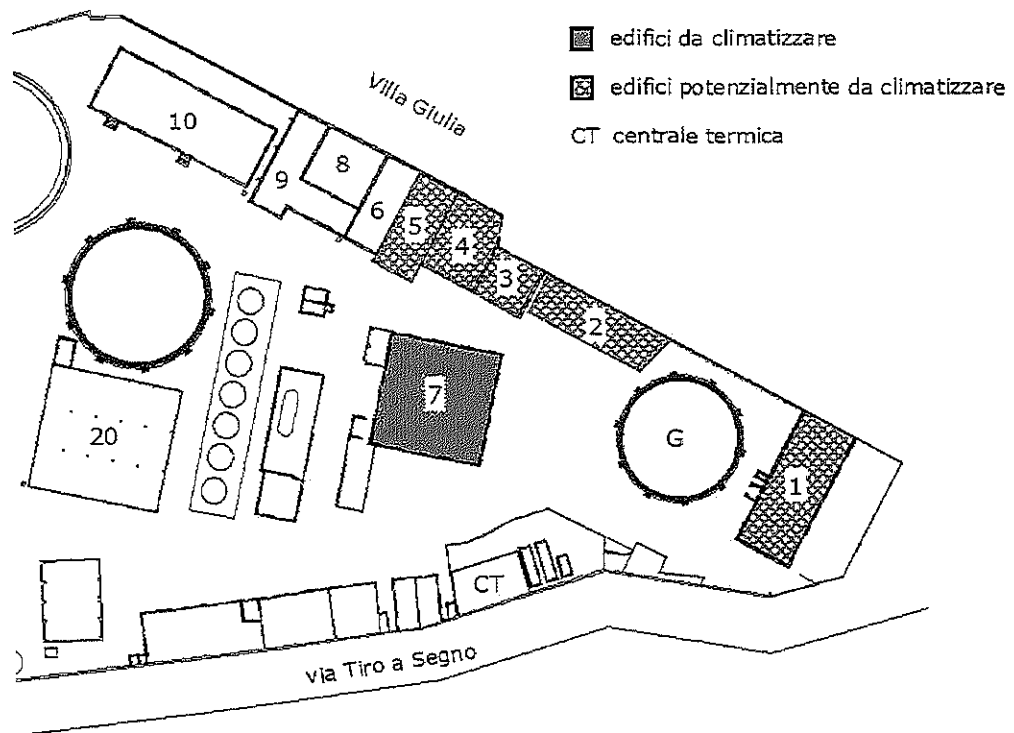 edifici da climatizzare
edifici potenzialmente da climatizzare
CT centrale termica
Villa Giulia
10
8
9
6
5
4
3
2
7
20
G
1
CT
via Tiro a Segno